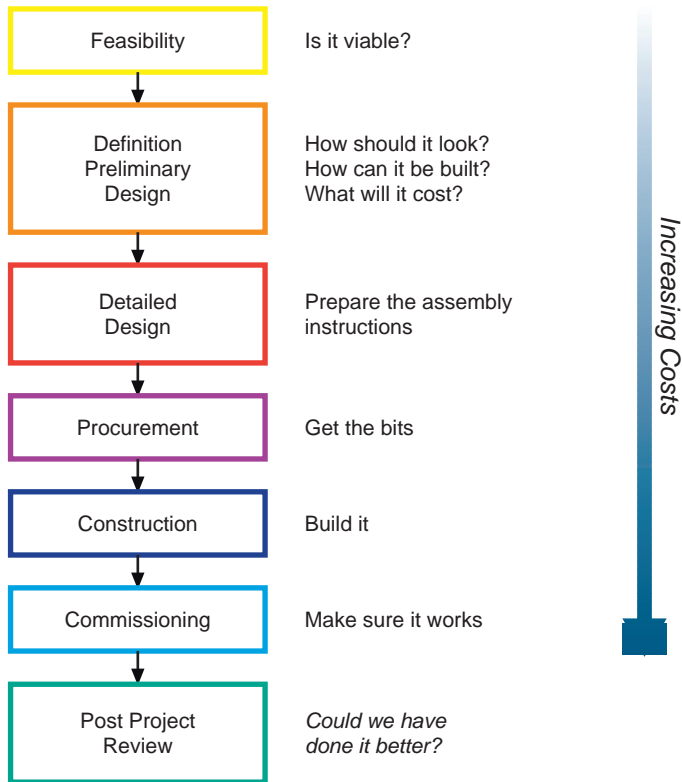 Feasibility
Is it viable?
Definition
Preliminary
Design
How should it look?
How can it be built?
What will it cost?
Detailed
Design
Prepare the assembly
instructions
Procurement
Get the bits
Construction
Build it
Commissioning
Make sure it works
Post Project
Review
Could we have
done it better?
Increasing Costs